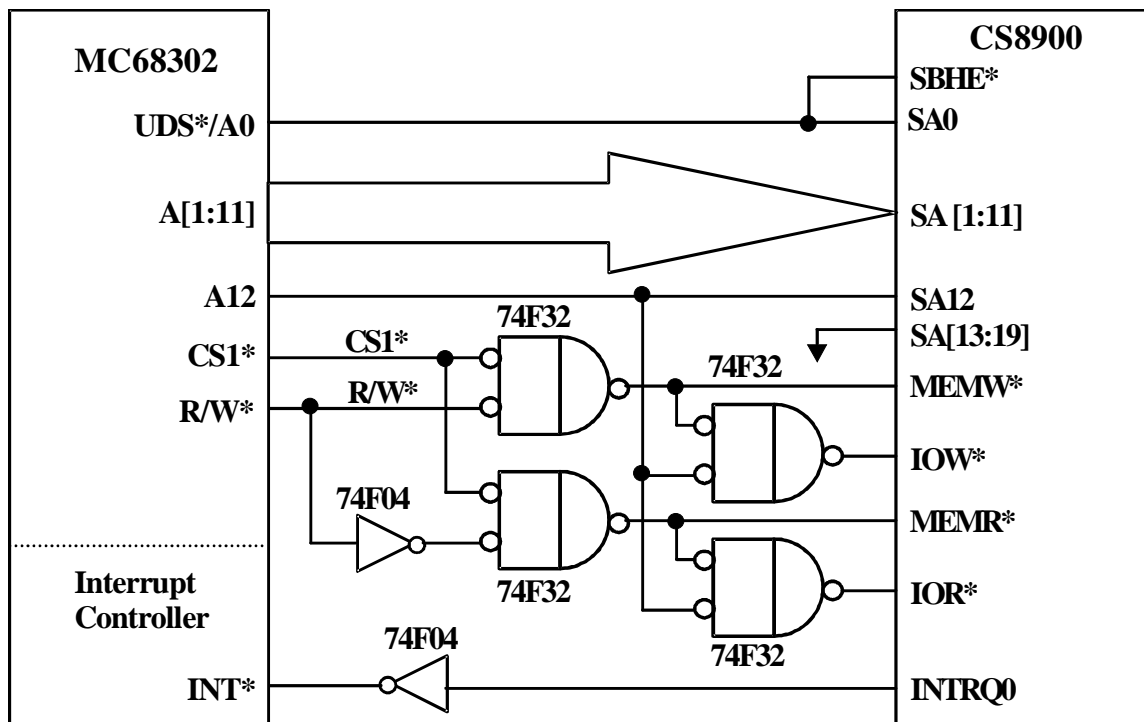 MC68302
CS8900
SBHE*
UDS*/A0
SA0
A[1:11]
SA [1:11]
A12
SA12
74F32
CS1*
CS1*
SA[13:19]
74F32
MEMW*
R/W*
R/W*
IOW*
74F04
MEMR*
74F32
IOR*
Interrupt
Controller
74F04
74F32
INT*
INTRQ0